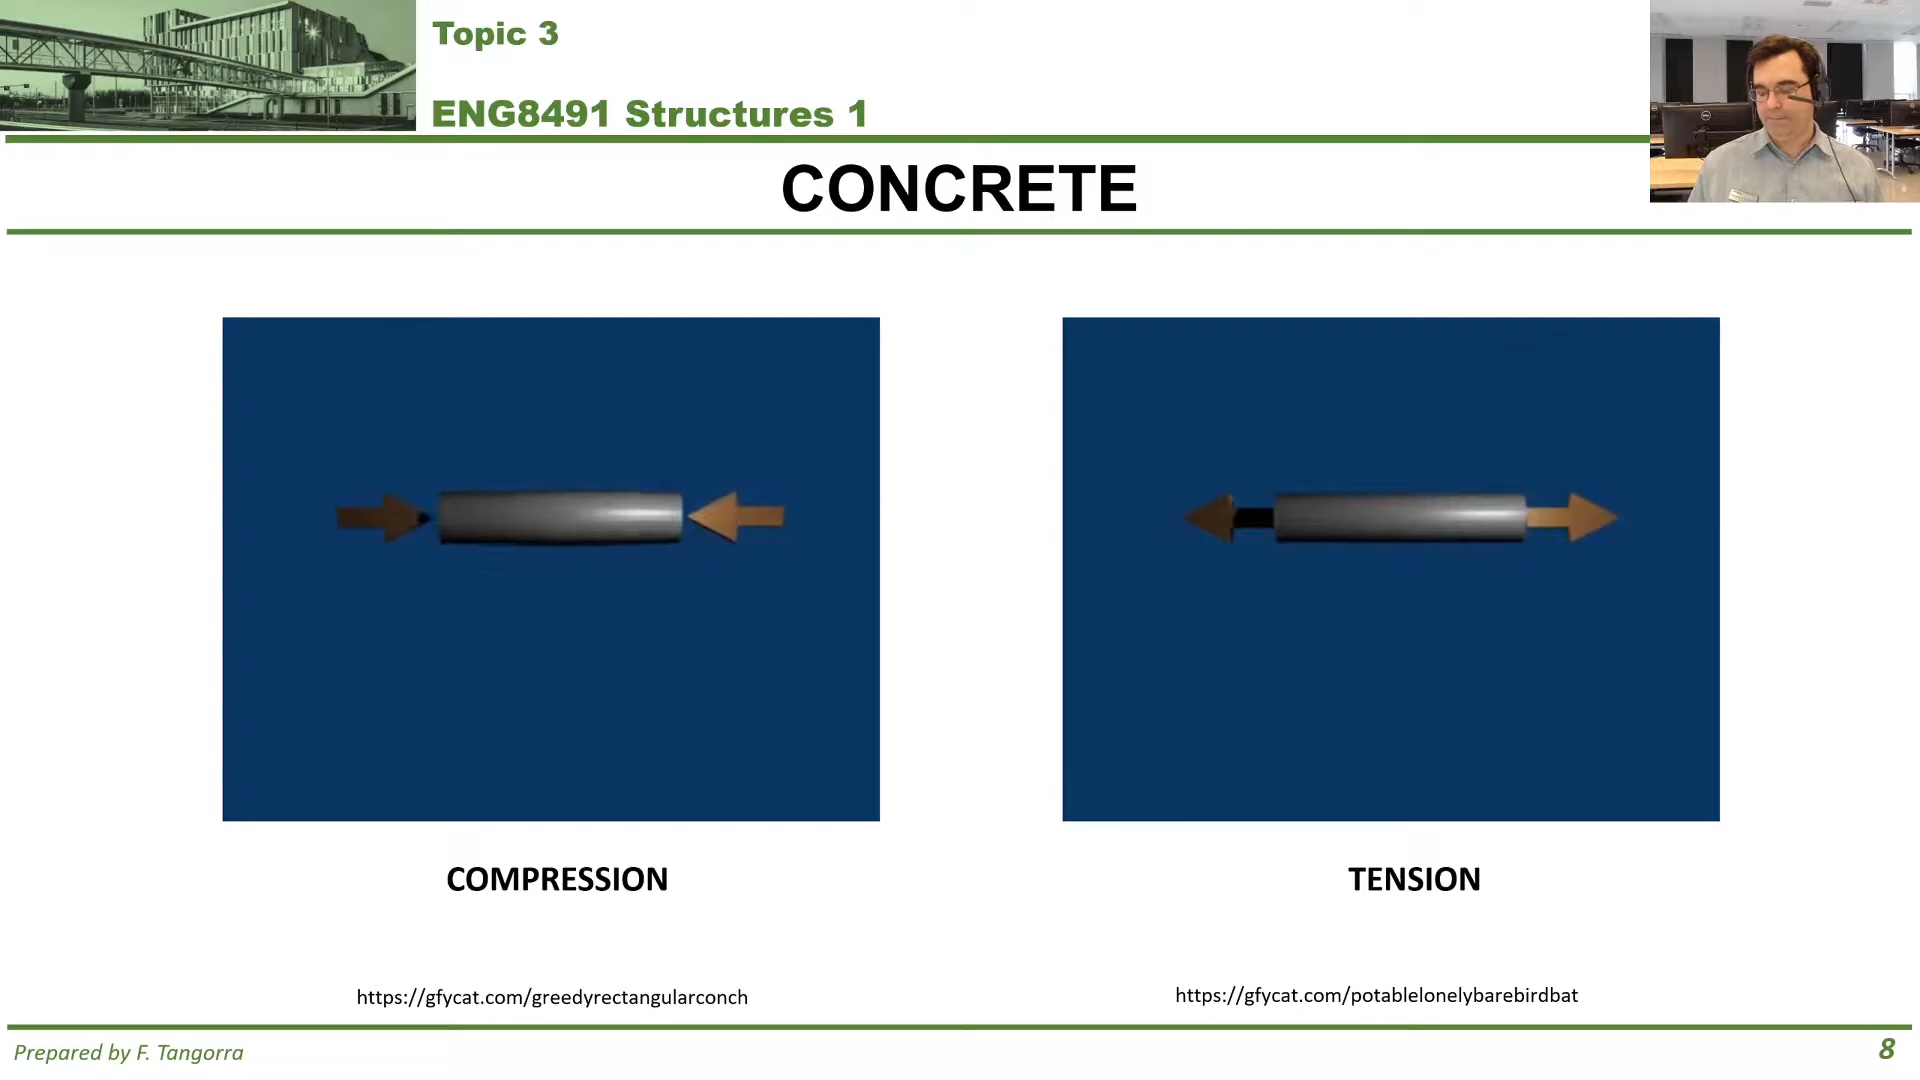 Topic 3
ENG8491 Structures 1
CONCRETE
COMPRESSION
TENSION
https://gfycat.com/greedyrectangularconch
https://gfycat.com/potablelonelybarebirdbat
Prepared by F. Tangorra
8